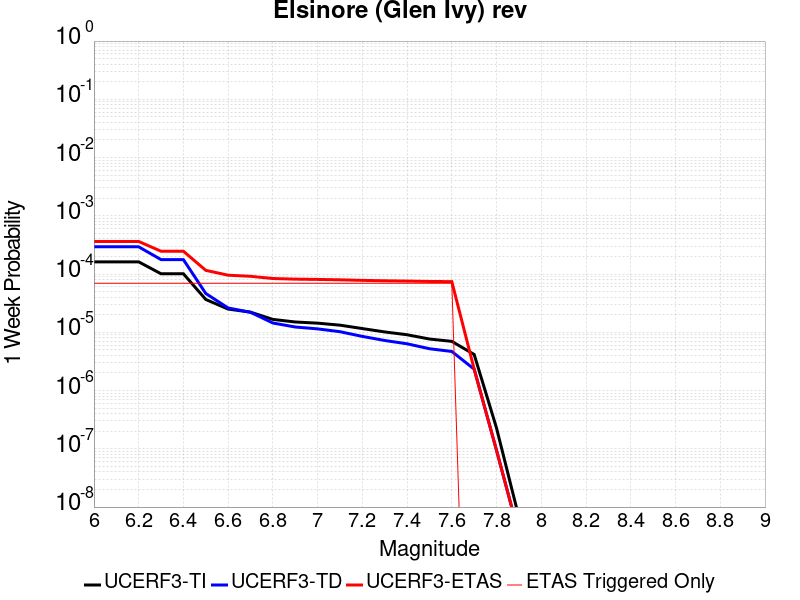 Elsinore (Glen Ivy) rev
10^0
10^-1
10^-2
10^-3
10^-4
10^-5
10^-6
10^-7
10^-8
1 Week Probability
6 6.2 6.4 6.6 6.8 7 7.2 7.4 7.6 7.8 8 8.2 8.4 8.6 8.8 9
Magnitude
UCERF3-TI UCERF3-TD UCERF3-ETAS ETAS Triggered Only